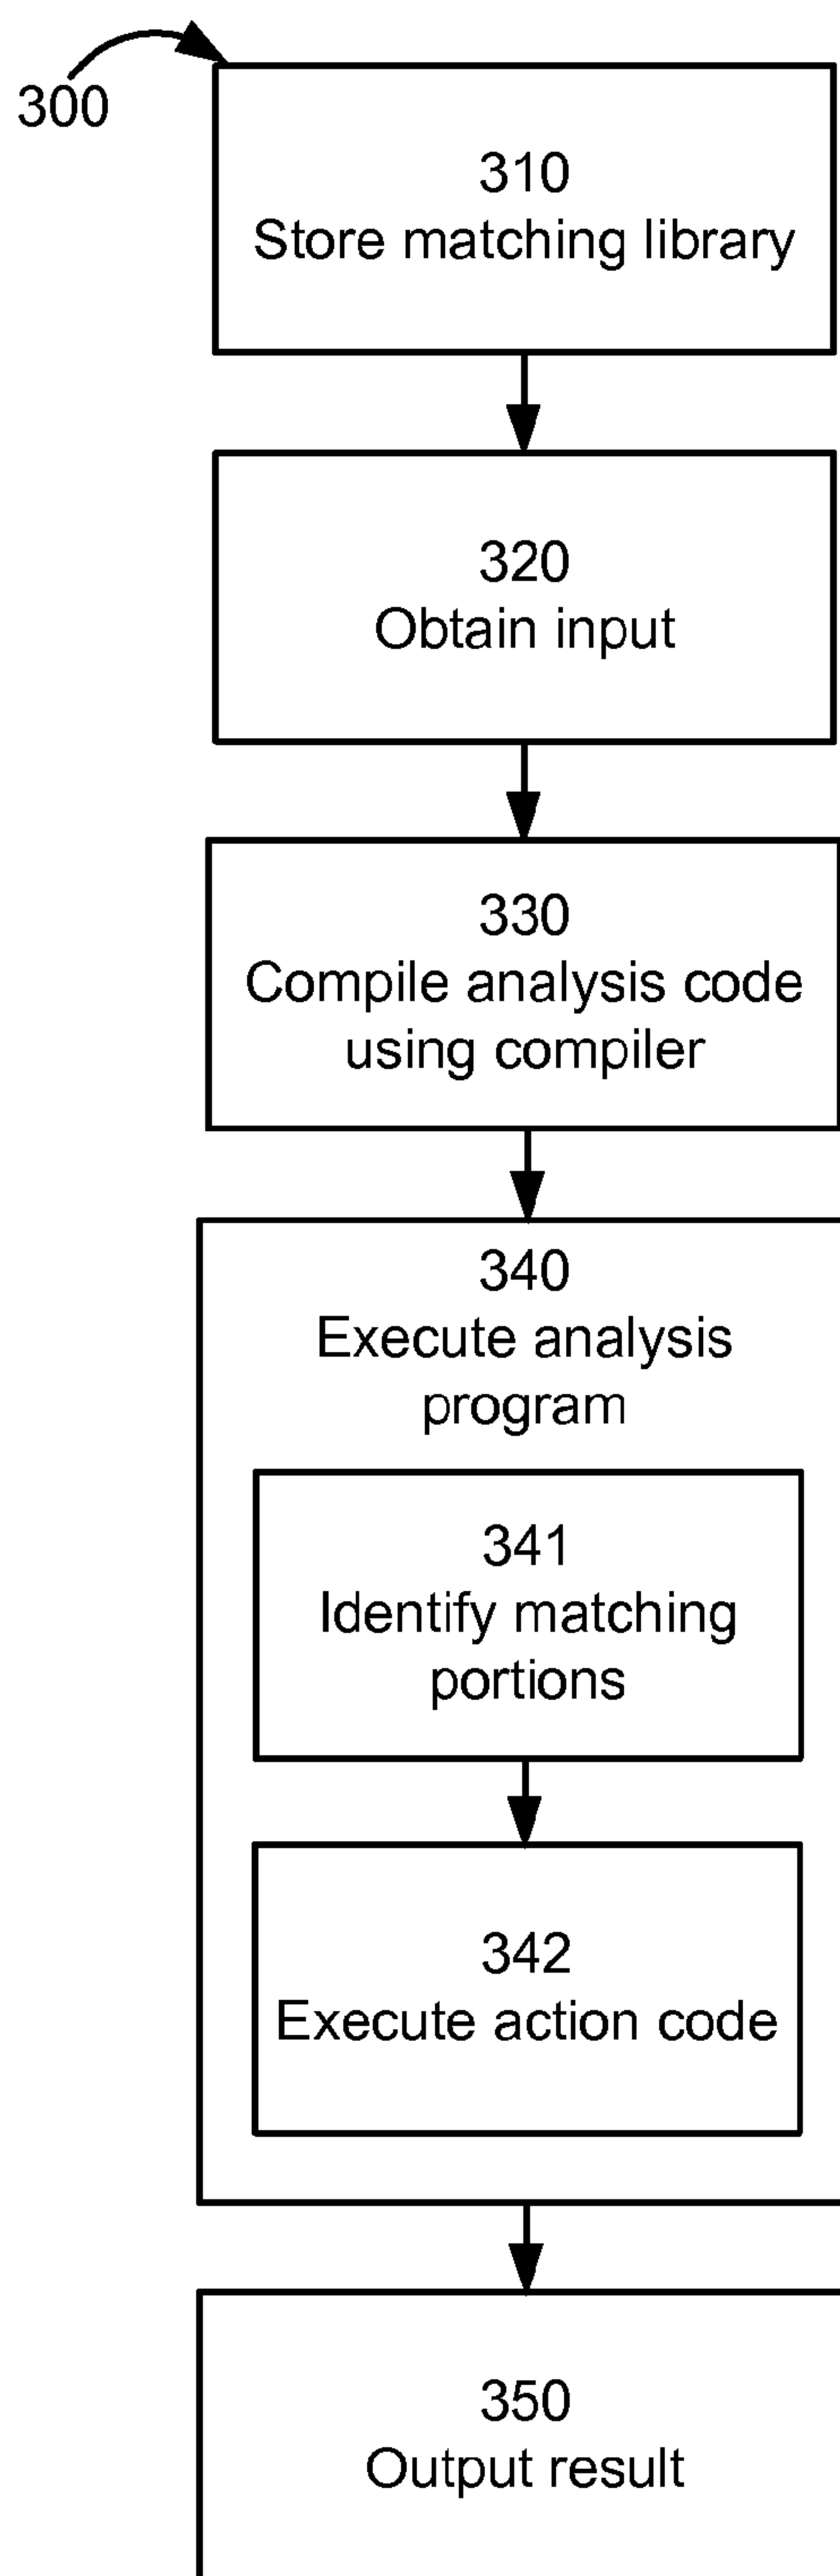 300
310
Store matching library
320
Obtain input
330
Compile analysis code
using compiler
340
Execute analysis
program
341
Identify matching
portions
342
Execute action code
350
Output result